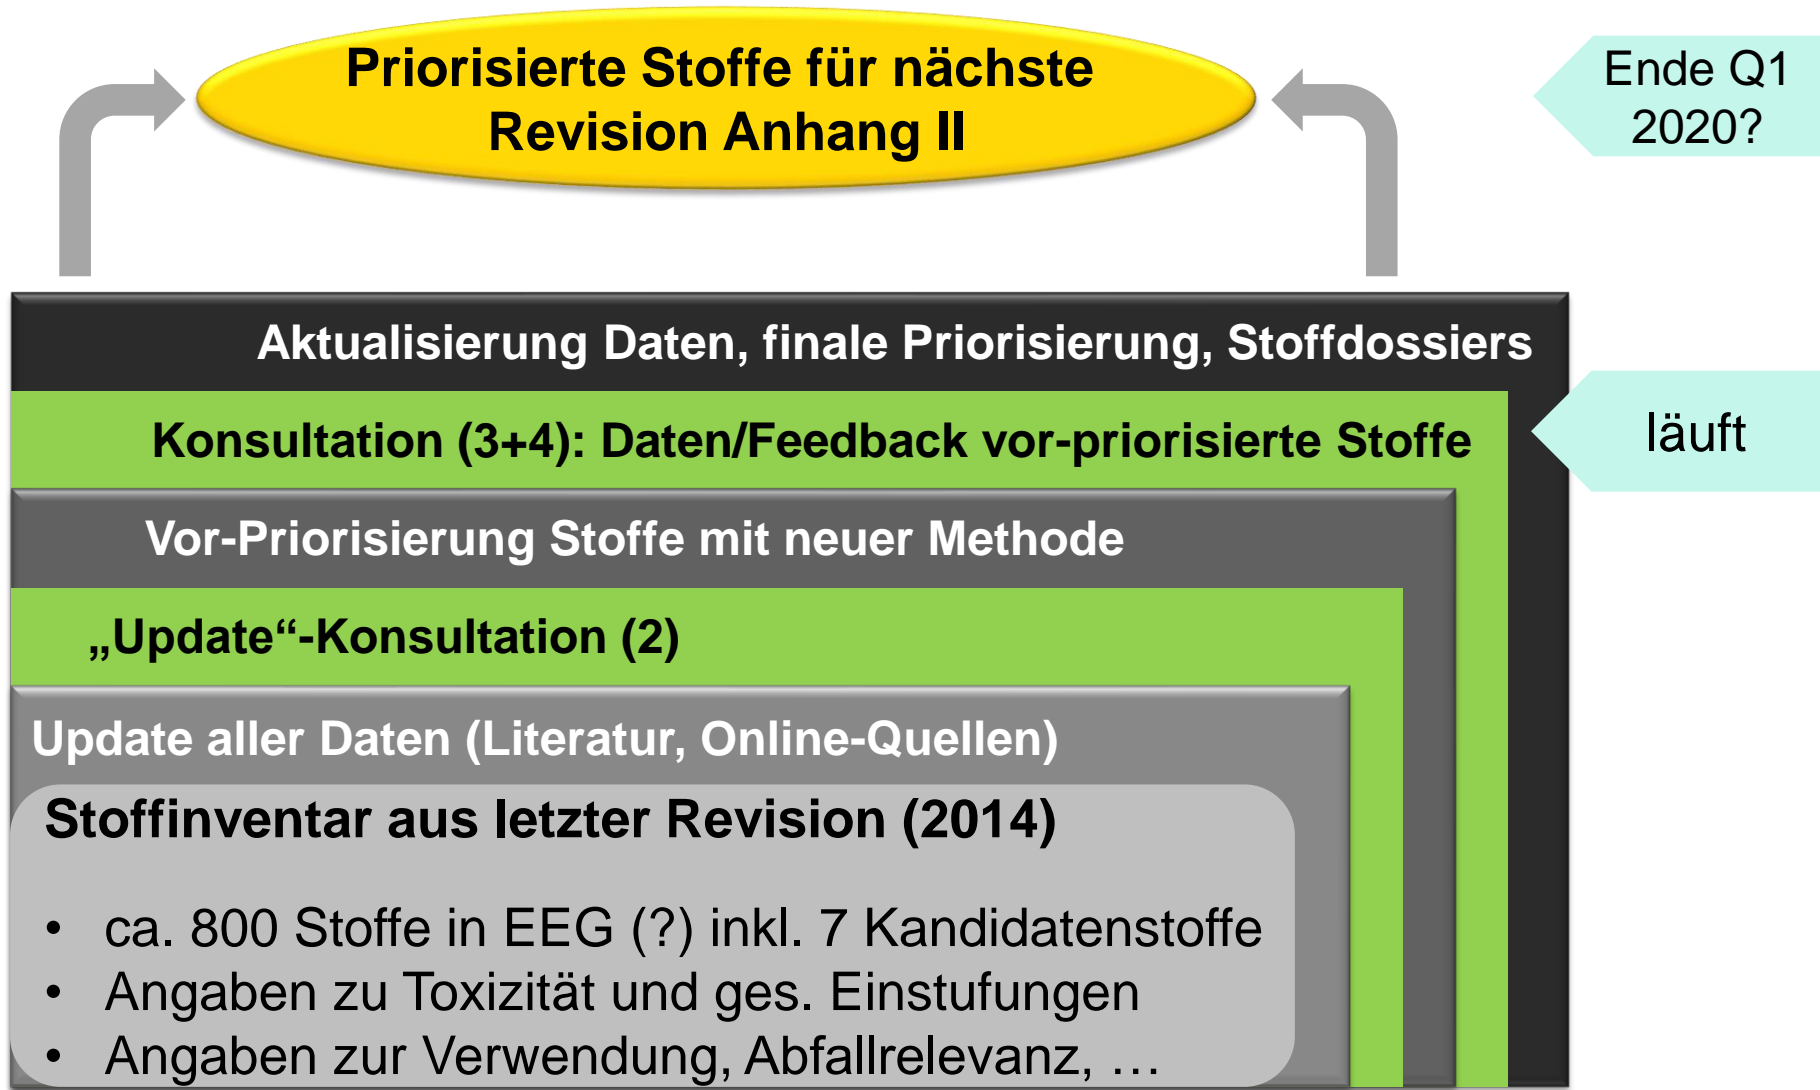 Priorisierte Stoffe für nächste
Revision Anhang II
Ende Q1
2020?
Aktualisierung Daten, finale Priorisierung, Stoffdossiers
Konsultation (3+4): Daten/Feedback vor-priorisierte Stoffe
läuft
Vor-Priorisierung Stoffe mit neuer Methode
„Update“-Konsultation (2)
Update aller Daten (Literatur, Online-Quellen)
Stoffinventar aus letzter Revision (2014)
• ca. 800 Stoffe in EEG (?) inkl. 7 Kandidatenstoffe
• Angaben zu Toxizität und ges. Einstufungen
• Angaben zur Verwendung, Abfallrelevanz, …